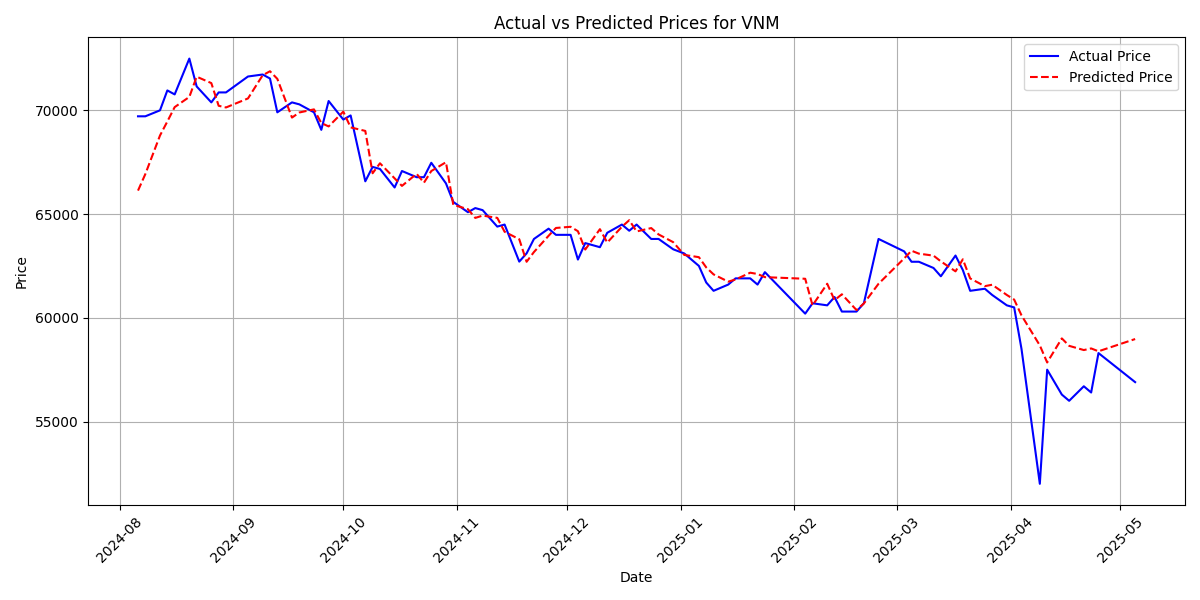 Actual vs Predicted Prices for VNM
Actual Price
Predicted Price
Price
70000
65000
60000
55000
2024-08
2024-09
2024-10
2024-11
2024-12
2025-01
2025-02
2025-03
2025-04
2025-05
Date